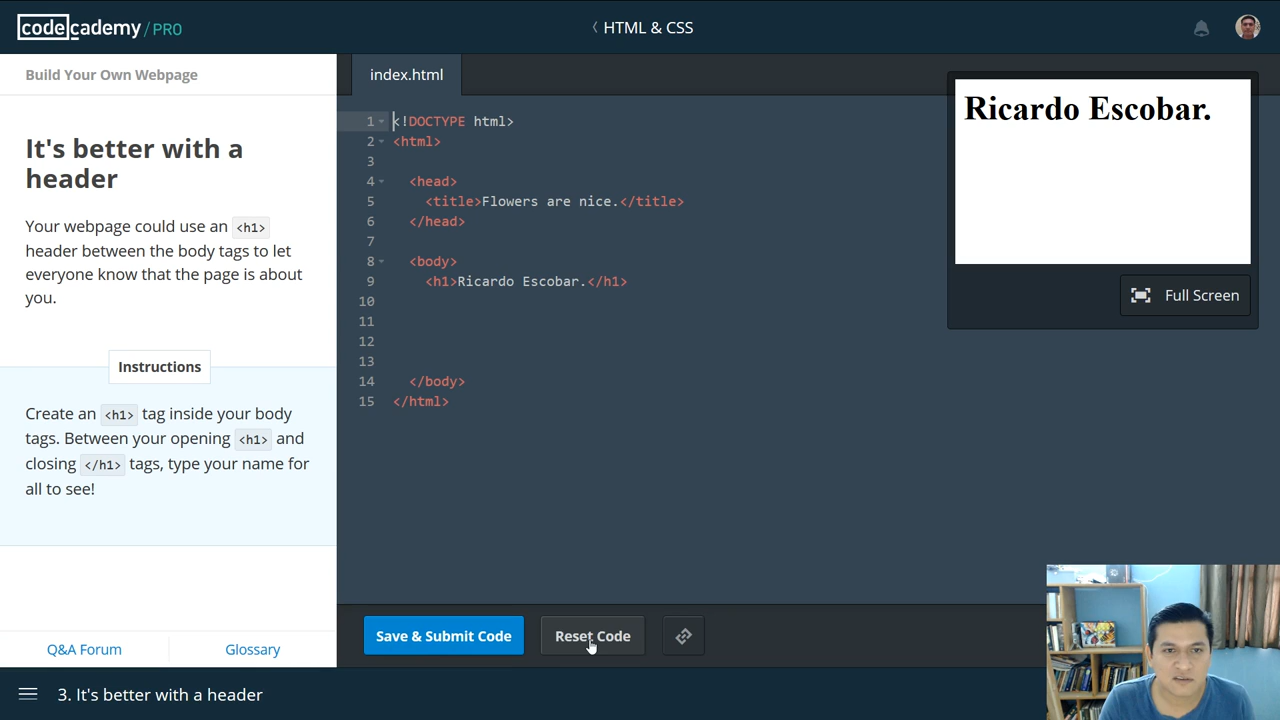 codecademy / PRO
HTML & CSS
Build Your Own Webpage
It's better with a
header
Your webpage could use an <h1>
header between the body tags to let
everyone know that the page is about
you.
Instructions
Create an <h1> tag inside your body
tags. Between your opening <h1> and
closing </h1> tags, type your name for
all to see!
Q&A Forum
Glossary
3. It's better with a header
index.html
1 <!DOCTYPE html>
2 <html>
3
4 <head>
5 <title>Flowers are nice.</title>
6 </head>
7
8 <body>
9 <h1>Ricardo Escobar.</h1>
10
11
12
13
14 </body>
15 </html>
Save & Submit Code
Reset Code
Ricardo Escobar.
Full Screen